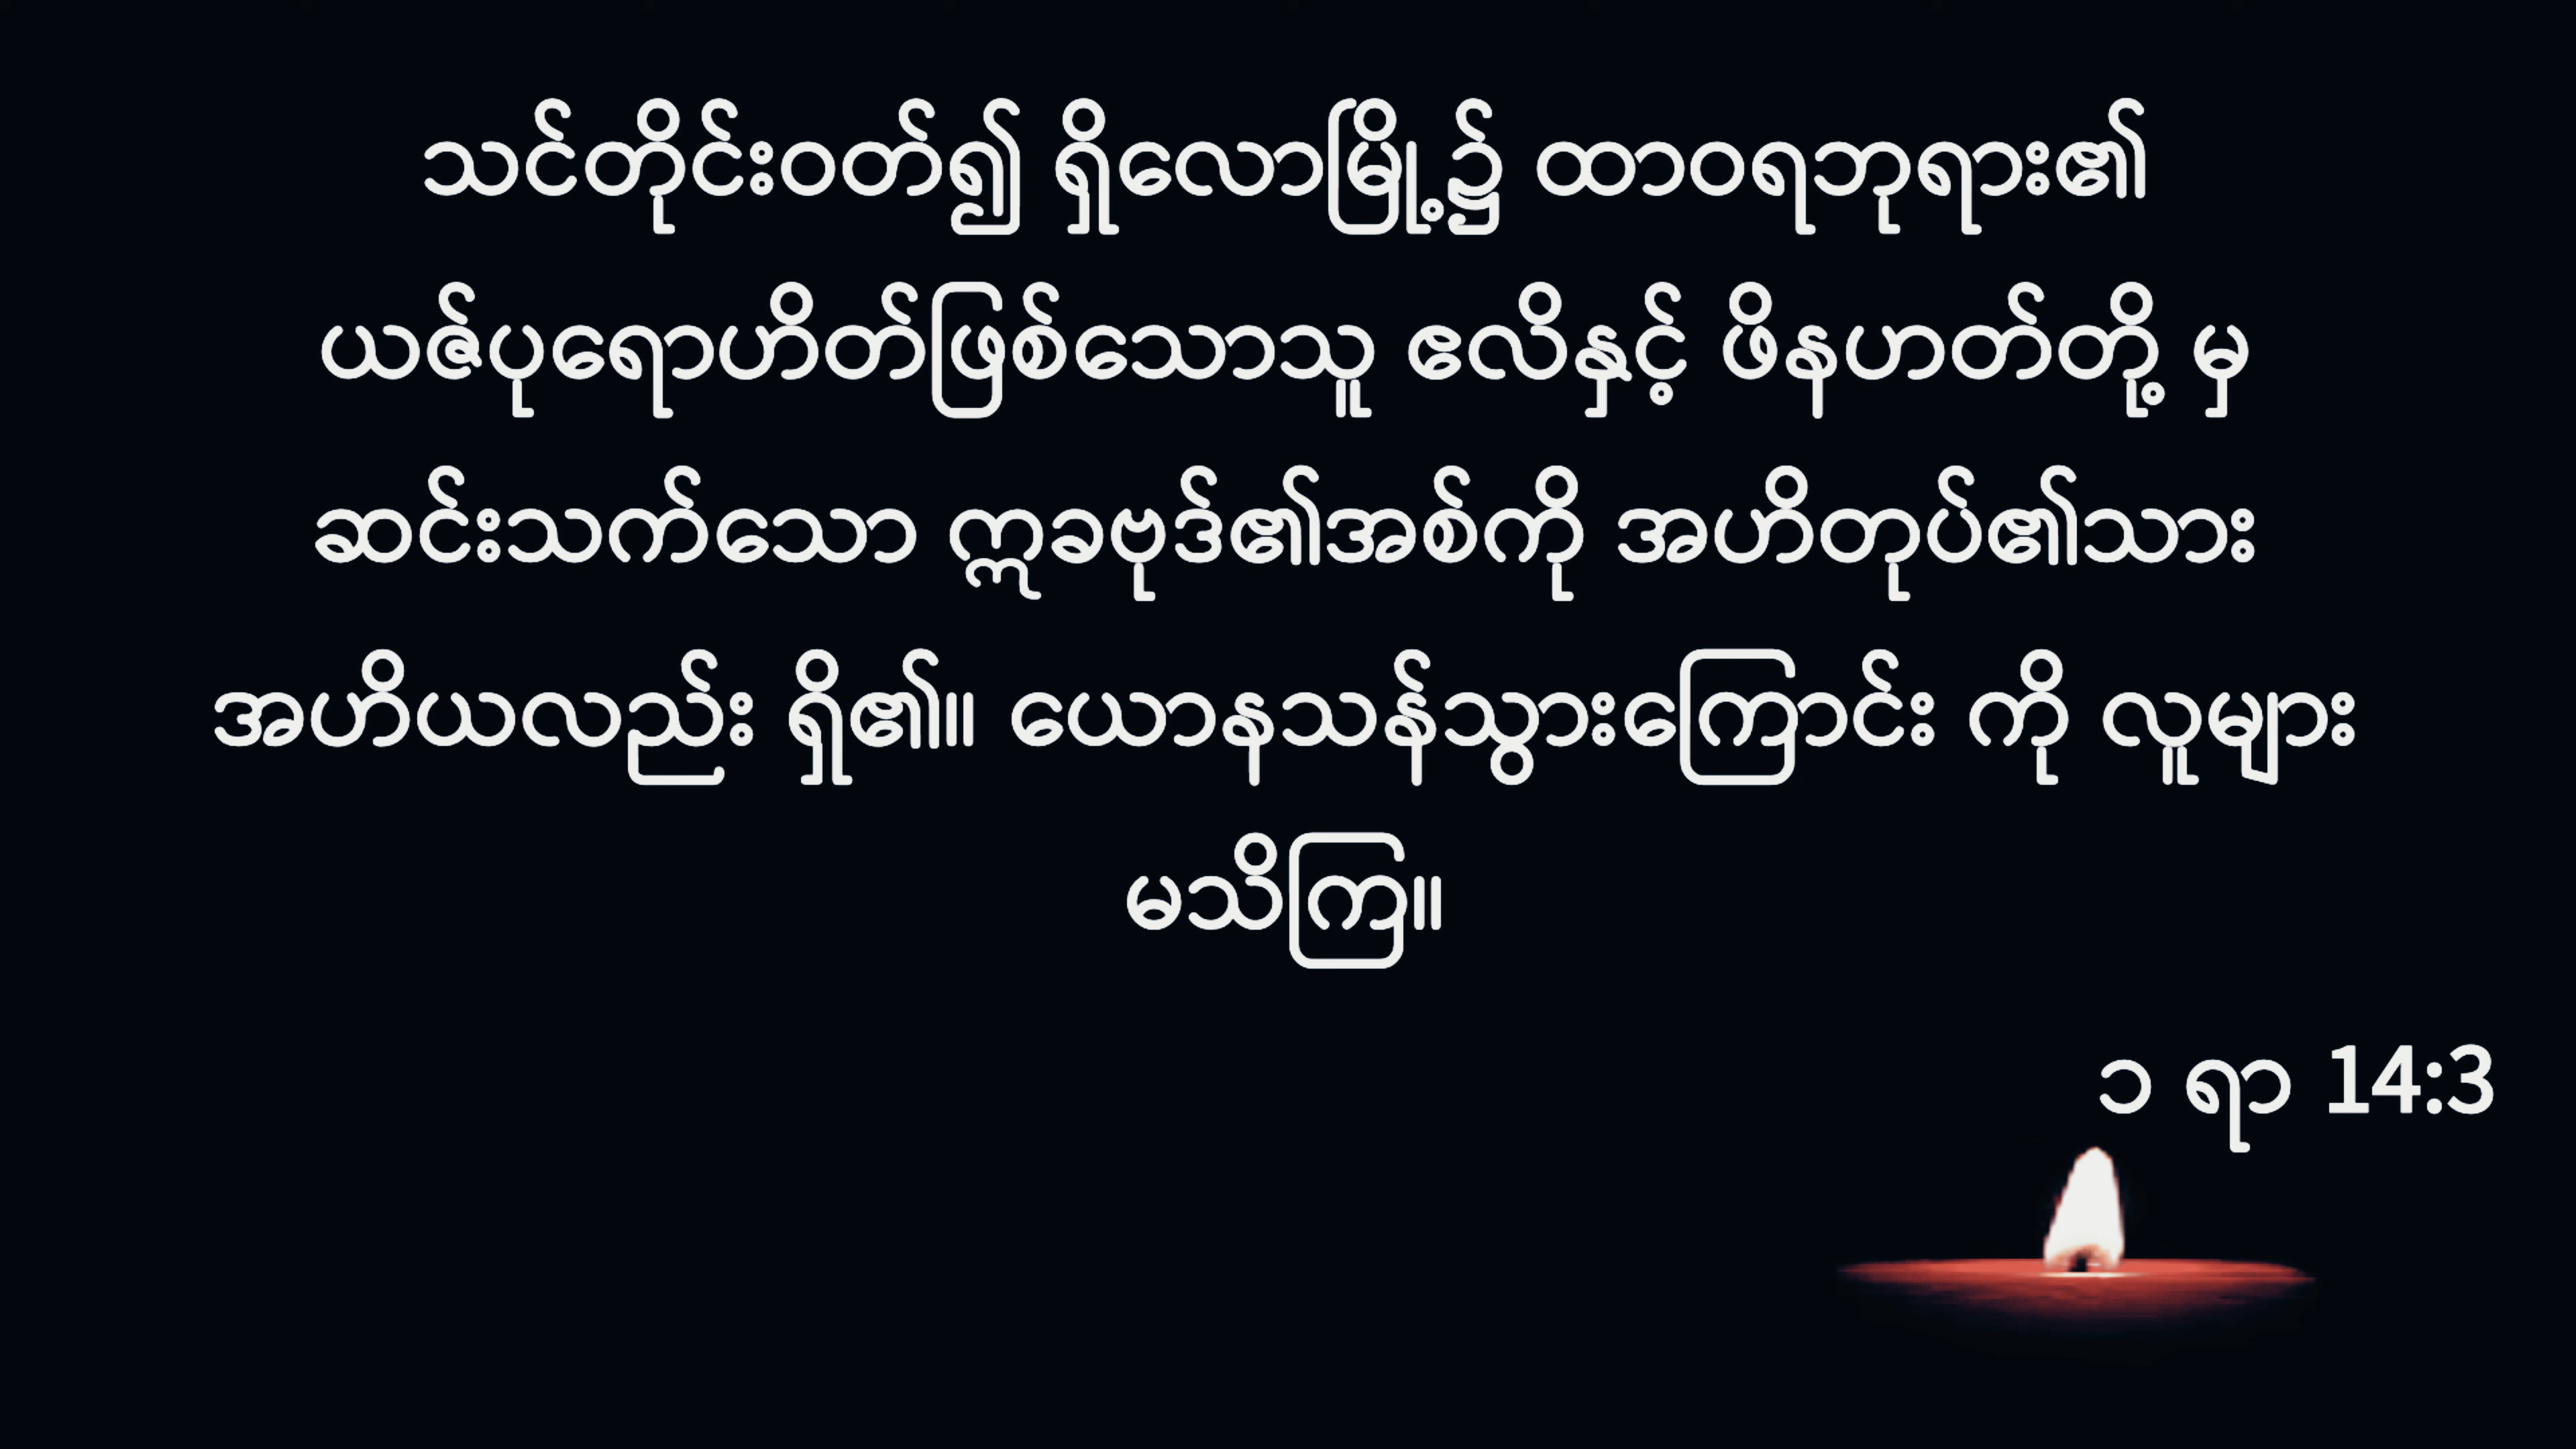 သင်တိုင်းဝတ်၍ ရှိလောမြို့၌ ထာဝရဘုရား၏
ယဇ်ပုရောဟိတ်ဖြစ်သောသူ ဧလိနှင့် ဖိနဟတ်တို့ မှ
ဆင်းသက်သော ဣခဗုဒ်၏အစ်ကို အဟိတုပ်၏သား
အဟိယလည်း ရှိ၏။ ယောနသန်သွားကြောင်း ကို လူများ
မသိကြ။
၁ ရာ 14:3